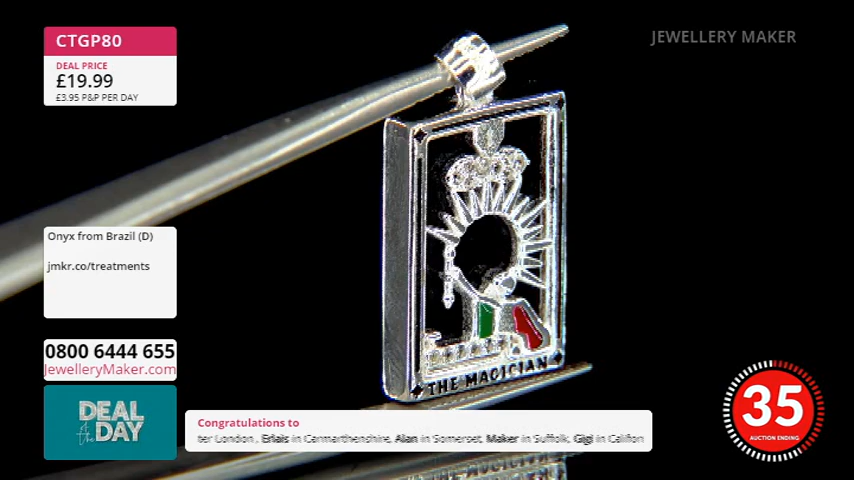 CTGP80
DEAL PRICE
£19.99
£3.95 P&P PER DAY
JEWELLERY MAKER
Onyx from Brazil (D)
jmkr.co/treatments
THE MAGICIAN
0800 6444 655
JewelleryMaker.com
DEAL
of the
DAY
Congratulations to
ter London, Erlais in Carmarthenshire, Alan in Somerset, Maker in Suffolk, Gigi in Califor
35
AUCTION ENDING